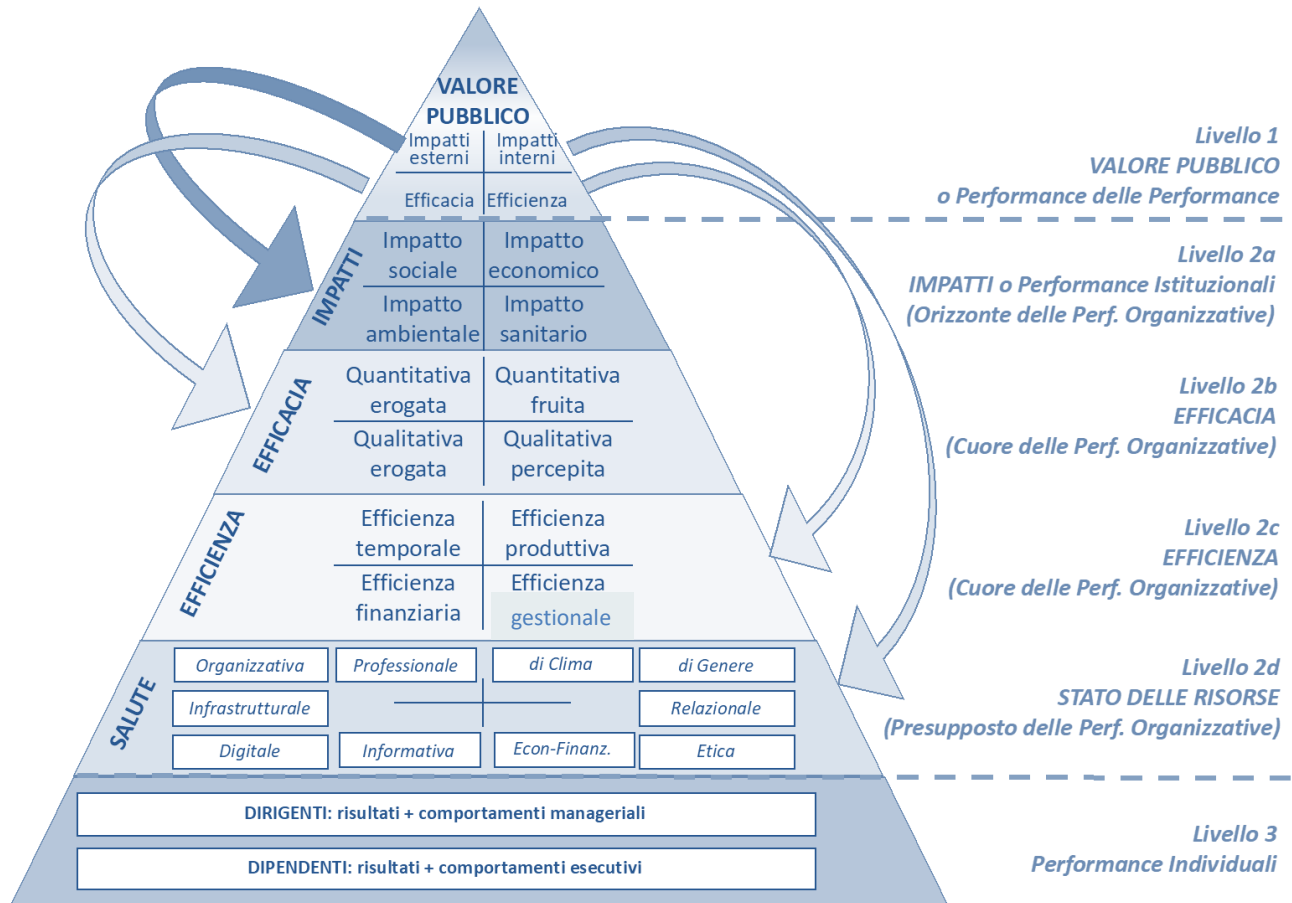 VALORE
PUBBLICO
Impatti
esterni
Impatti
interni
Efficacia
Efficienza
Livello 1
VALORE PUBBLICO
o Performance delle Performance
IMPATTI
Impatto
sociale
Impatto
economico
Impatto
ambientale
Impatto
sanitario
Livello 2a
IMPATTI o Performance Istituzionali
(Orizzonte delle Perf. Organizzative)
EFFICACIA
Quantitativa
erogata
Quantitativa
fruita
Qualitativa
erogata
Qualitativa
percepita
Livello 2b
EFFICACIA
(Cuore delle Perf. Organizzative)
EFFICIENZA
Efficienza
temporale
Efficienza
produttiva
Efficienza
finanziaria
Efficienza
gestionale
Livello 2c
EFFICIENZA
(Cuore delle Perf. Organizzative)
SALUTE
Organizzativa
Professionale
di Clima
di Genere
Infrastrutturale
Relazionale
Digitale
Informativa
Econ-Finanz.
Etica
Livello 2d
STATO DELLE RISORSE
(Presupposto delle Perf. Organizzative)
DIRIGENTI: risultati + comportamenti manageriali
DIPENDENTI: risultati + comportamenti esecutivi
Livello 3
Performance Individuali